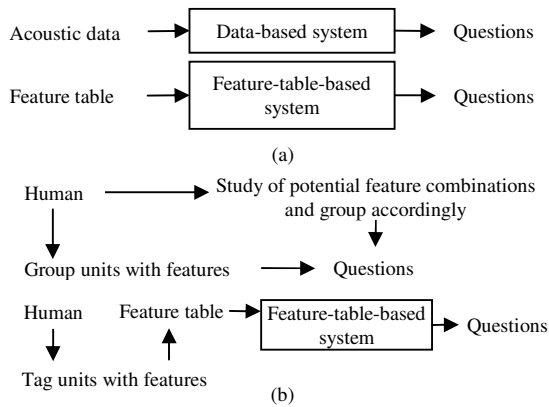 Acoustic data Data-based system Questions
Feature table Feature-table-based system Questions
(a)
Human Study of potential feature combinations and group accordingly
Group units with features Questions
Human Feature table Feature-table-based system Questions
Tag units with features
(b)